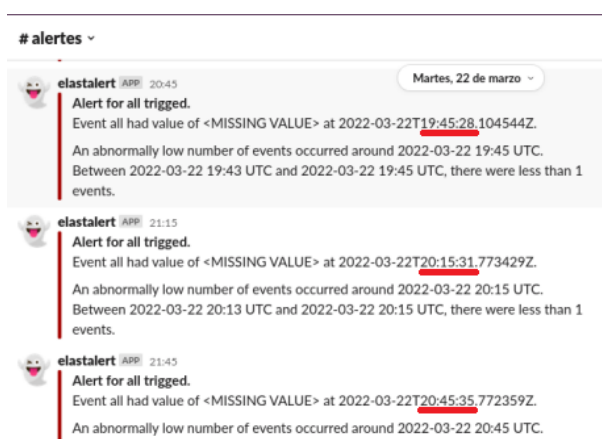 # alertes
Martes, 22 de marzo
elastalert APP 20:45
Alert for all trigged.
Event all had value of <MISSING VALUE> at 2022-03-22T19:45:28.104544Z.
An abnormally low number of events occurred around 2022-03-22 19:45 UTC.
Between 2022-03-22 19:43 UTC and 2022-03-22 19:45 UTC, there were less than 1
events.
elastalert APP 21:15
Alert for all trigged.
Event all had value of <MISSING VALUE> at 2022-03-22T20:15:31.773429Z.
An abnormally low number of events occurred around 2022-03-22 20:15 UTC.
Between 2022-03-22 20:13 UTC and 2022-03-22 20:15 UTC, there were less than 1
events.
elastalert APP 21:45
Alert for all trigged.
Event all had value of <MISSING VALUE> at 2022-03-22T20:45:35.772359Z.
An abnormally low number of events occurred around 2022-03-22 20:45 UTC.